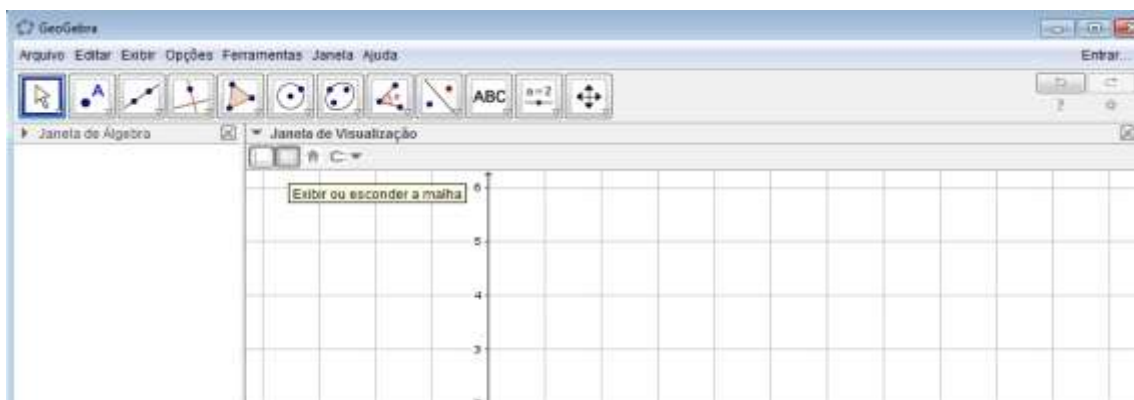 GeoGebra
Arquivo Editar Exibir Opções Ferramentas Janela Ajuda Entrar...
A ABC a=2 ?
Janela de Álgebra Janela de Visualização
Exibir ou esconder a malha 6
5
4
3